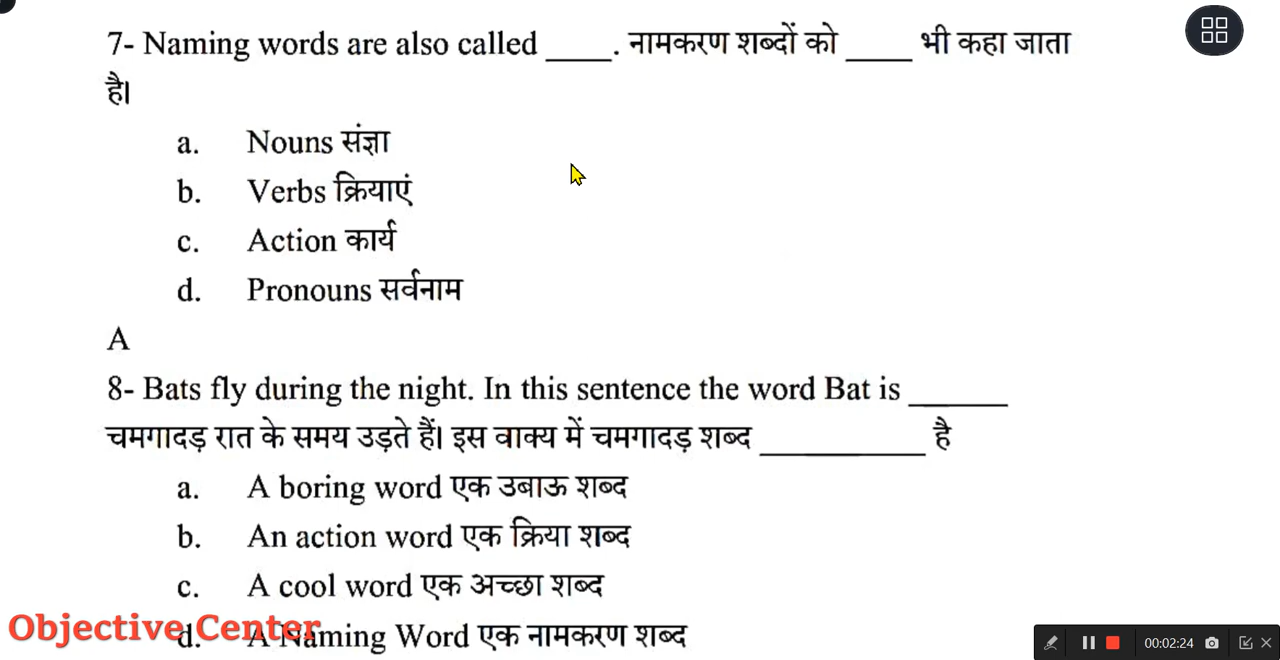 7- Naming words are also called ____. नामकरण शब्दों को ____ भी कहा जाता
है।
a. Nouns संज्ञा
b. Verbs क्रियाएं
c. Action कार्य
d. Pronouns सर्वनाम
A
8- Bats fly during the night. In this sentence the word Bat is ______
चमगादड़ रात के समय उड़ते हैं। इस वाक्य में चमगादड़ शब्द __________ है
a. A boring word एक उबाऊ शब्द
b. An action word एक क्रिया शब्द
c. A cool word एक अच्छा शब्द
Objective Center
d. A Naming Word एक नामकरण शब्द
00:02:24